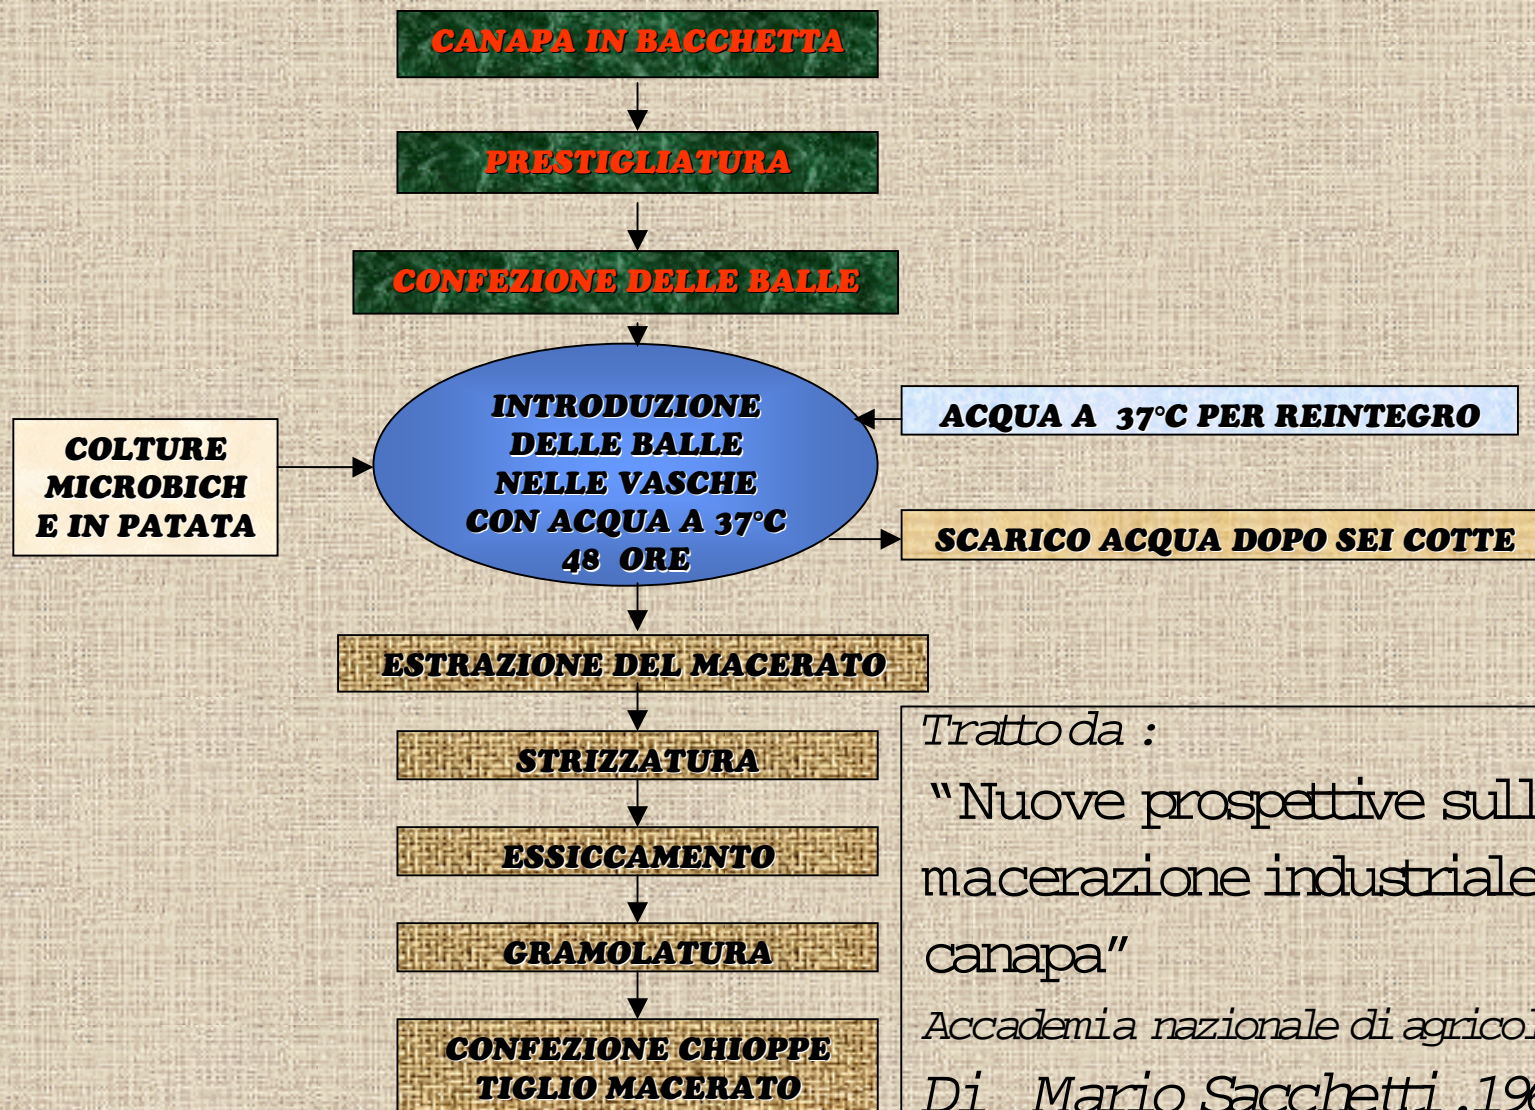 CANAPA IN BACCHETTA
PRESTIGLIATURA
CONFEZIONE DELLE BALLE
INTRODUZIONE
DELLE BALLE
NELLE VASCHE
CON ACQUA A 37°C
48 ORE
ACQUA A 37°C PER REINTEGRO
COLTURE
MICROBICH
E IN PATATA
SCARICO ACQUA DOPO SEI COTTE
ESTRAZIONE DEL MACERATO
STRIZZATURA
ESSICCAMENTO
GRAMOLATURA
CONFEZIONE CHIOPPE
TIGLIO MACERATO
Tratto da :
“Nuove prospettive
macerazione industriale
canapa”
Accademia nazionale di
Di Mario Sacchetti .